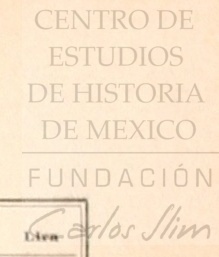 CENTRO DE
ESTUDIOS
DE HISTORIA
DE MEXICO
FUNDACIÓN
Carlos Slim